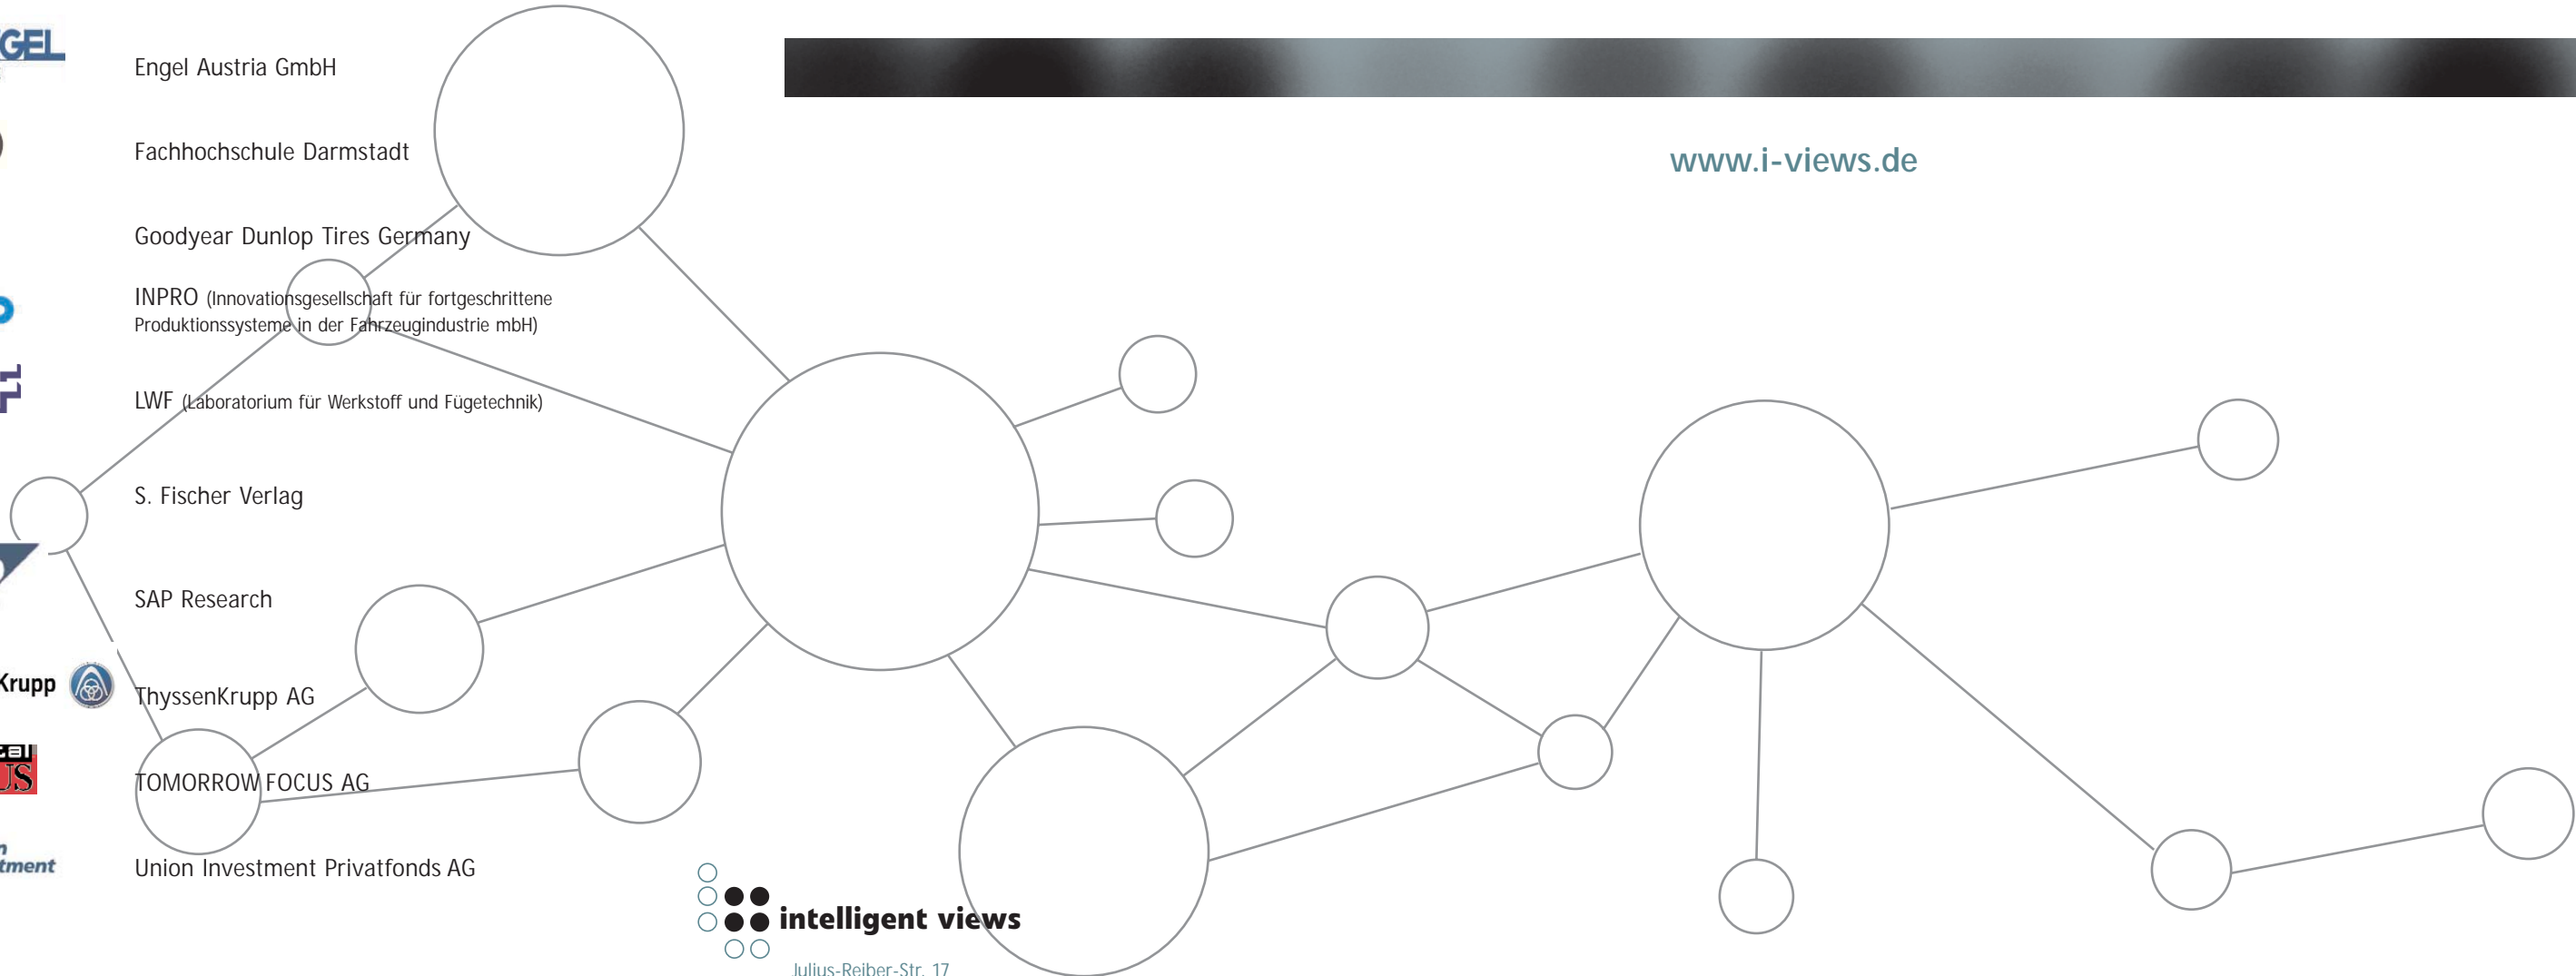 GEL
Engel Austria GmbH
www.i-views.de
Fachhochschule Darmstadt
Goodyear Dunlop Tires Germany
INPRO (Innovationsgesellschaft für fortgeschrittene
Produktionssysteme in der Fahrzeugindustrie mbH)
LWF (Laboratorium für Werkstoff und Fügetechnik)
S. Fischer Verlag
SAP Research
Krupp
ThyssenKrupp AG
TOMORROW FOCUS AG
US
tment
Union Investment Privatfonds AG
intelligent views
Julius-Reiber-Str. 17